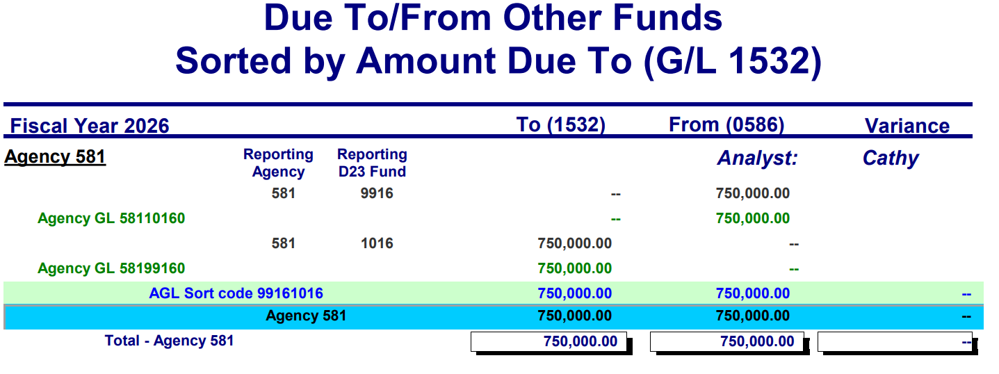 Due To/From Other Funds
Sorted by Amount Due To (G/L 1532)
Fiscal Year 2026 To (1532) From (0586) Variance
Agency 581 Reporting Agency Reporting D23 Fund Analyst: Cathy
581 9916 -- 750,000.00
Agency GL 58110160 -- 750,000.00
581 1016 750,000.00 --
Agency GL 58199160 750,000.00 --
AGL Sort code 99161016 750,000.00 750,000.00 --
Agency 581 750,000.00 750,000.00 --
Total - Agency 581 750,000.00 750,000.00 --